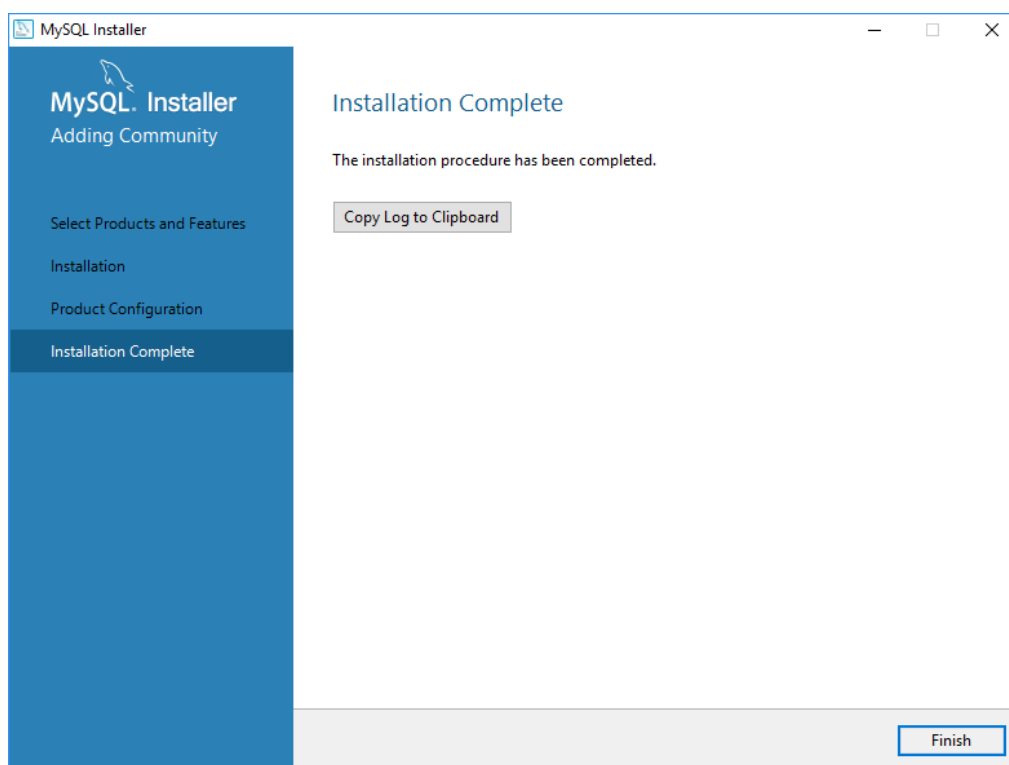 MySQL Installer
MySQL. Installer
Adding Community
Select Products and Features
Installation
Product Configuration
Installation Complete
Installation Complete
The installation procedure has been completed.
Copy Log to Clipboard
Finish